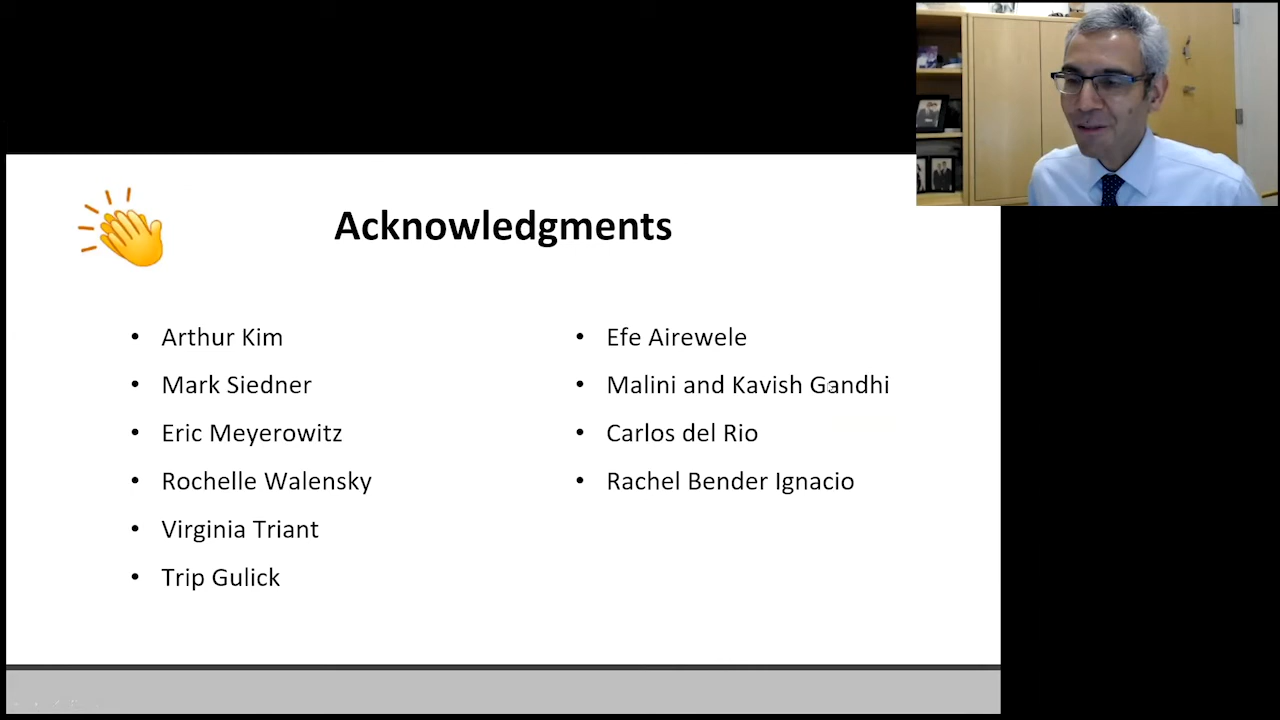 Acknowledgments
• Arthur Kim
• Mark Siedner
• Eric Meyerowitz
• Rochelle Walensky
• Virginia Triant
• Trip Gulick
• Efe Airewele
• Malini and Kavish Gandhi
• Carlos del Rio
• Rachel Bender Ignacio